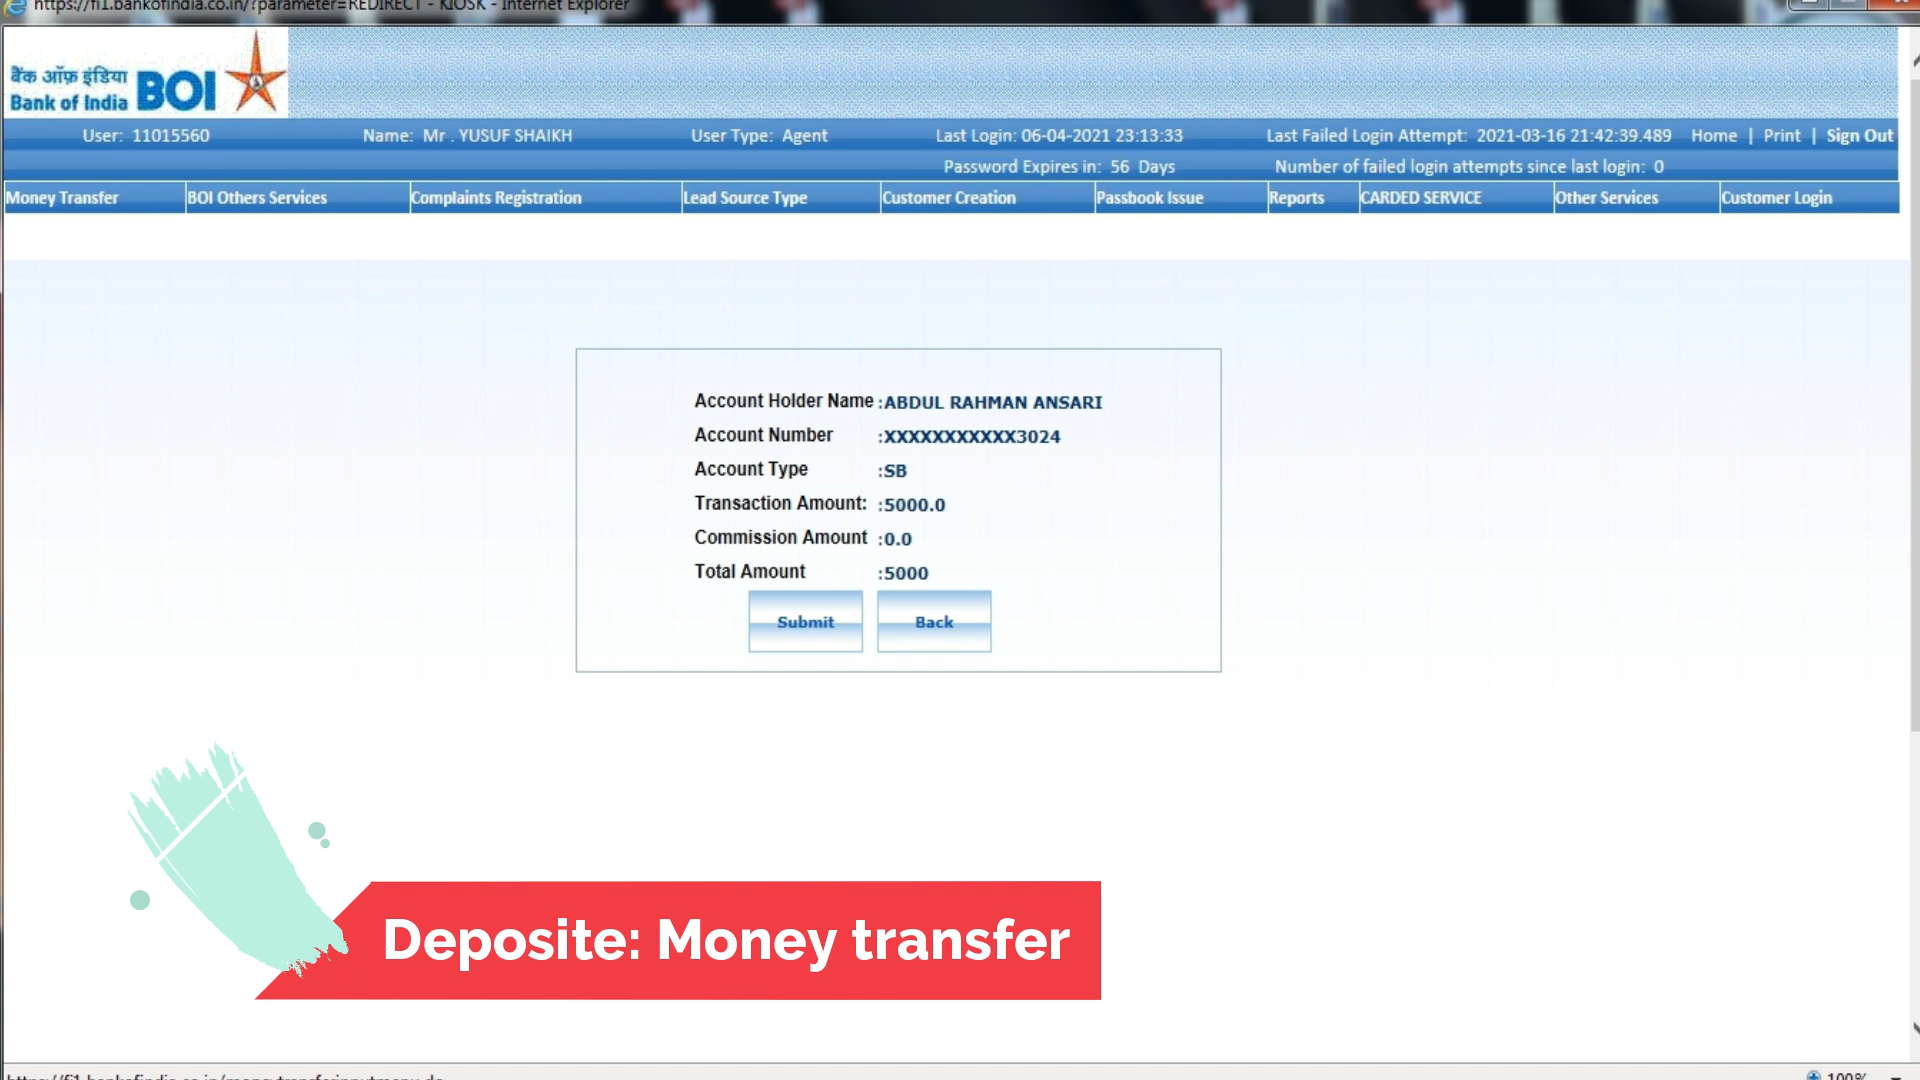 https://fi1.bankofindia.co.in/?parameter=REDIRECT - KIOSK - Internet Explorer
बैंक ऑफ़ इंडिया
Bank of India BOI
User: 11015560 Name: Mr . YUSUF SHAIKH User Type: Agent Last Login: 06-04-2021 23:13:33 Last Failed Login Attempt: 2021-03-16 21:42:39.489 Home | Print | Sign Out
Password Expires in: 56 Days Number of failed login attempts since last login: 0
Money Transfer BOI Others Services Complaints Registration Lead Source Type Customer Creation Passbook Issue Reports CARDED SERVICE Other Services Customer Login
Account Holder Name :ABDUL RAHMAN ANSARI
Account Number :XXXXXXXXXXX3024
Account Type :SB
Transaction Amount: :5000.0
Commission Amount :0.0
Total Amount :5000
Submit Back
Deposite: Money transfer
100%